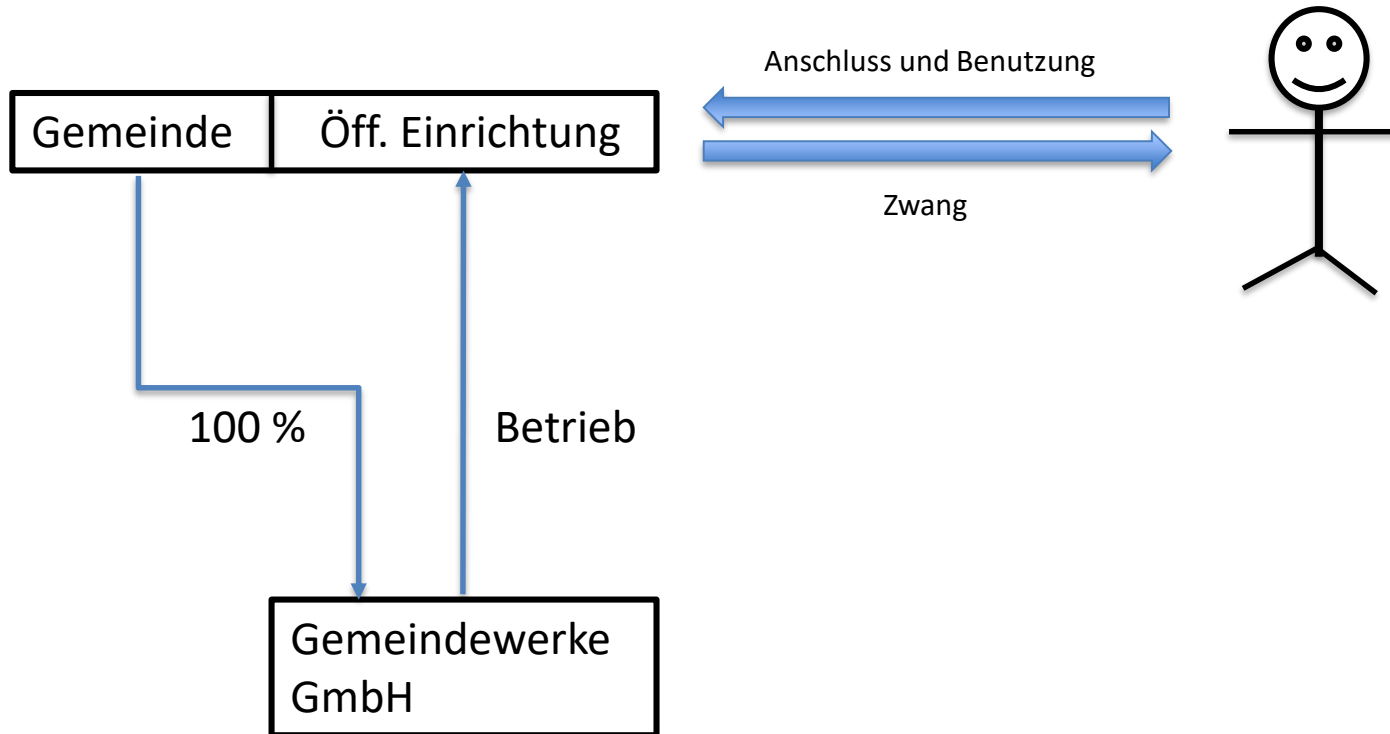 Anschluss und Benutzung
Gemeinde
Öff. Einrichtung
Zwang
100 %
Betrieb
Gemeindewerke
GmbH